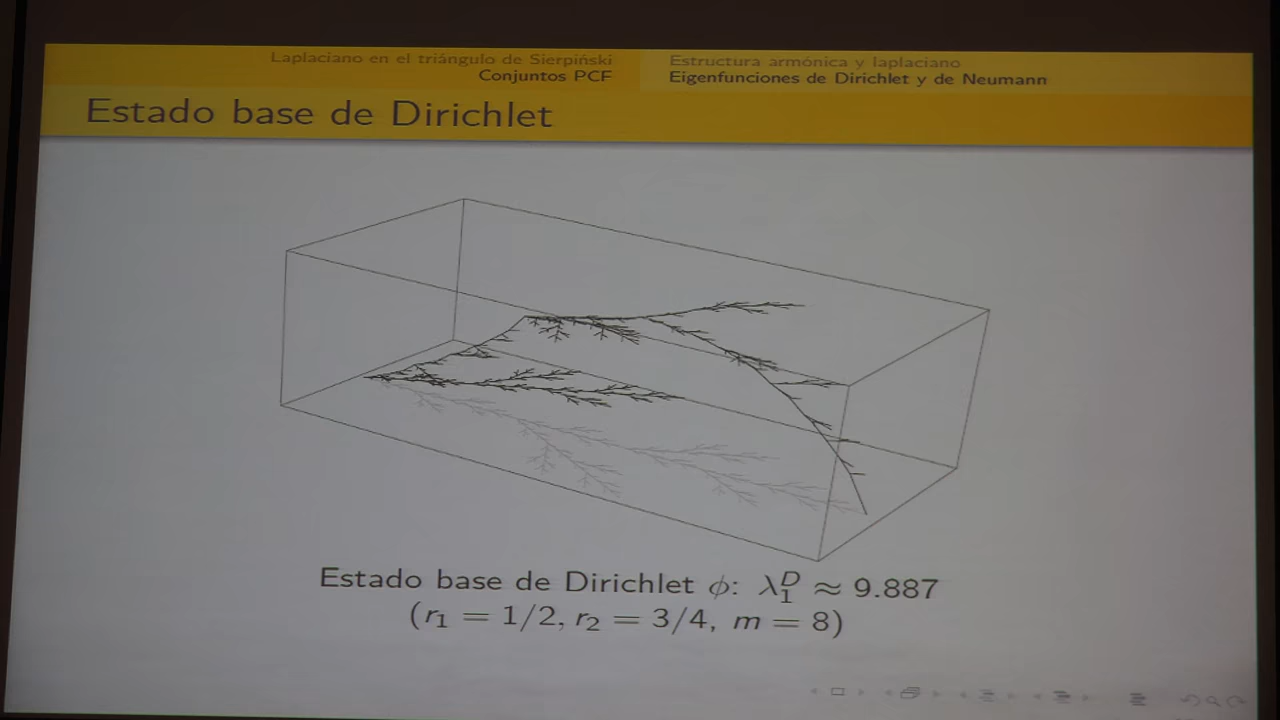 Laplaciano en el triángulo de Sierpiński
Conjuntos PCF
Estructura armónica y laplaciano
Eigenfunciones de Dirichlet y de Neumann
Estado base de Dirichlet
Estado base de Dirichlet ϕ: λ₁ᴰ ≈ 9.887
(r₁ = 1/2, r₂ = 3/4, m = 8)